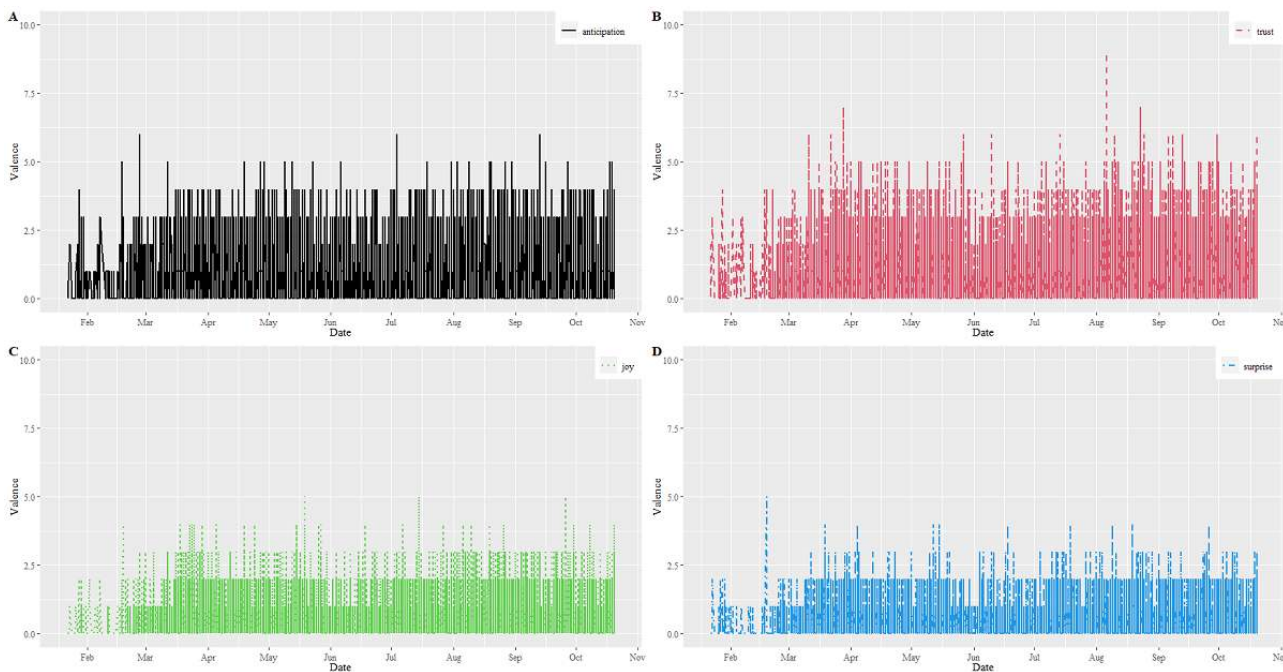 A
anticipation
10.0
7.5
5.0
2.5
0.0
Valence
Feb Mar Apr May Jun Jul Aug Sep Oct Nov
Date
B
trust
10.0
7.5
5.0
2.5
0.0
Valence
Feb Mar Apr May Jun Jul Aug Sep Oct
Date
C
joy
10.0
7.5
5.0
2.5
0.0
Valence
Feb Mar Apr May Jun Jul Aug Sep Oct Nov
Date
D
surprise
10.0
7.5
5.0
2.5
0.0
Valence
Feb Mar Apr May Jun Jul Aug Sep Oct
Date